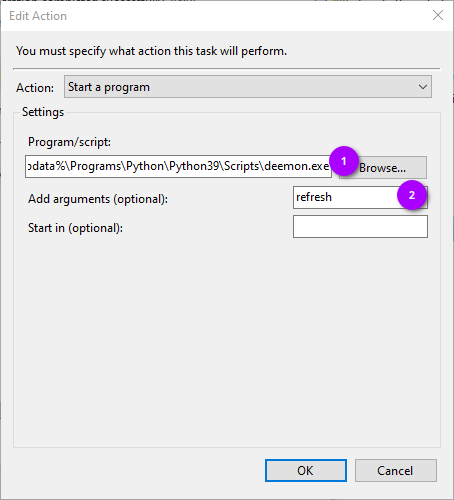 Edit Action
You must specify what action this task will perform.
Action: Start a program
Settings
Program/script:
odata%\Programs\Python\Python39\Scripts\deemon.exe 1 Browse...
Add arguments (optional): refresh 2
Start in (optional):
OK Cancel